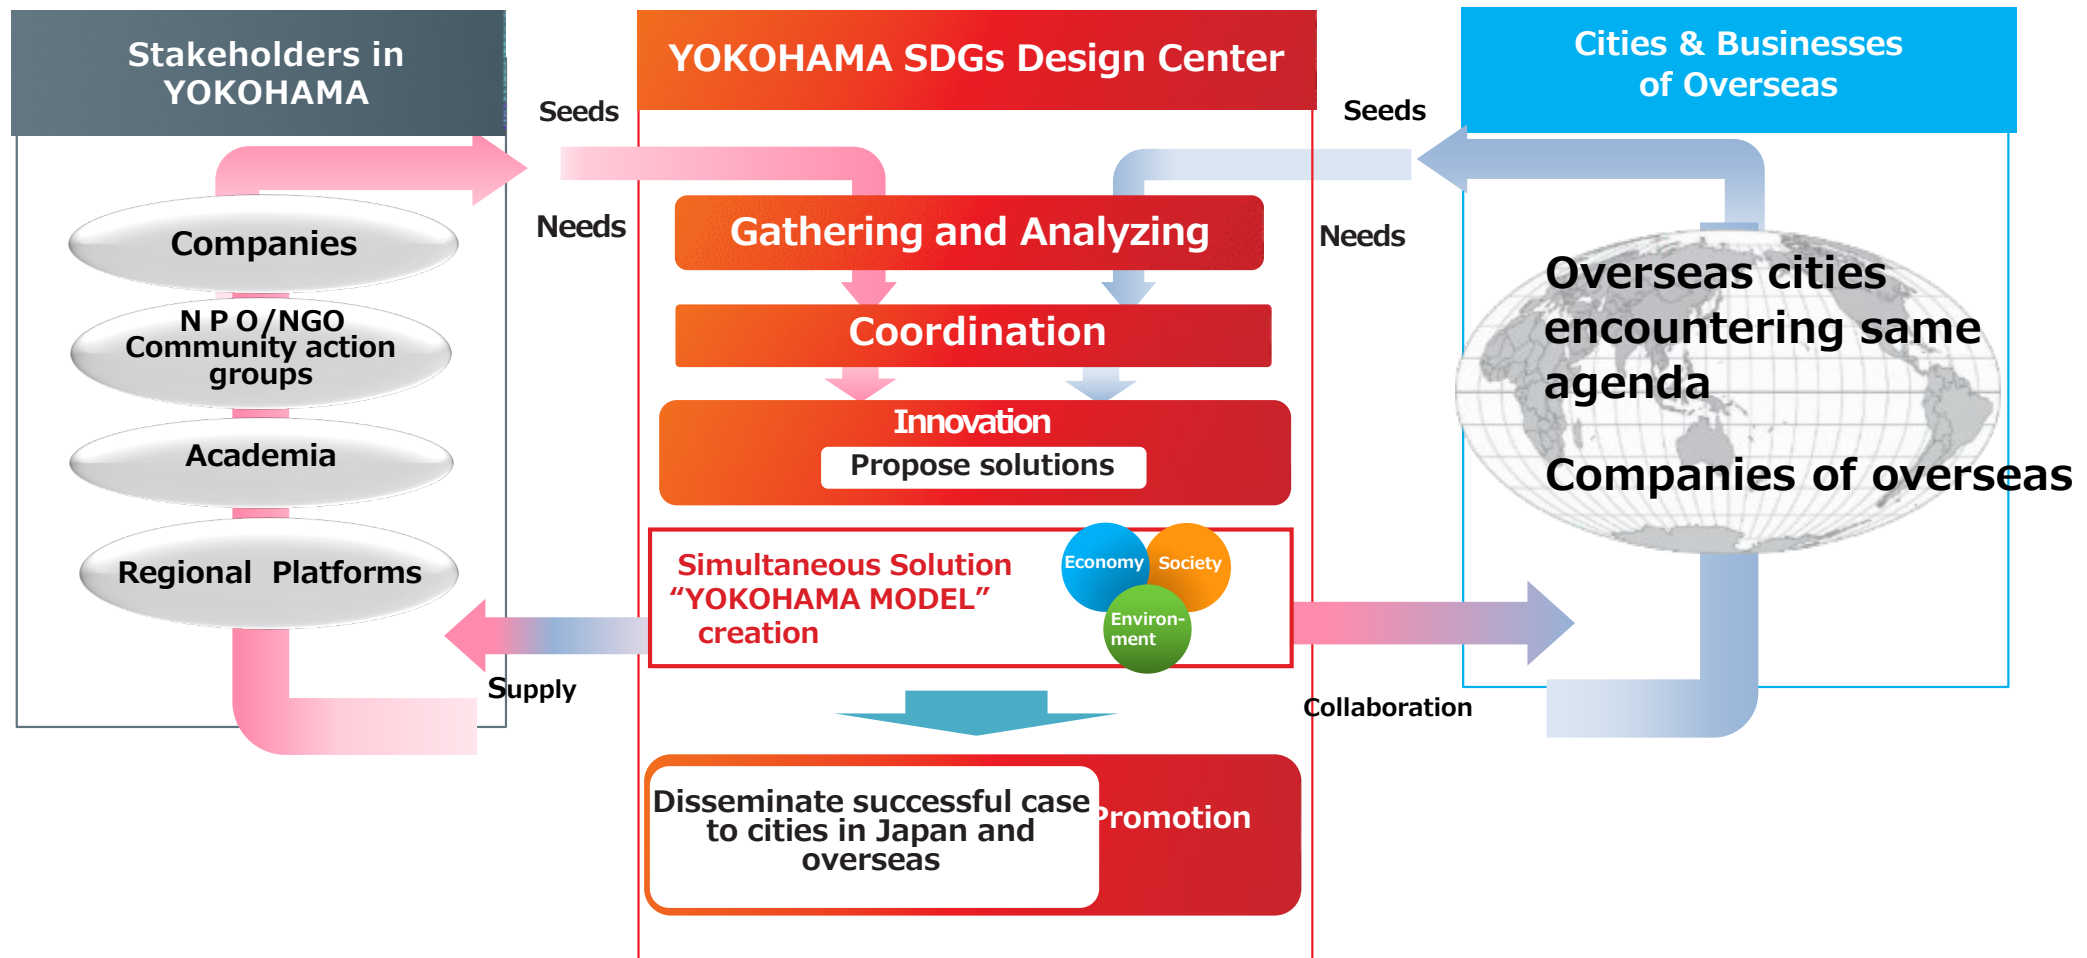 Stakeholders in
YOKOHAMA
Companies
N P O/NGO
Community action
groups
Academia
Regional Platforms
Seeds
Needs
Supply
YOKOHAMA SDGs Design Center
Gathering and Analyzing
Coordination
Innovation
Propose solutions
Simultaneous Solution
“YOKOHAMA MODEL”
creation
Economy
Society
Environ-
ment
Disseminate successful case
to cities in Japan and
overseas
Promotion
Seeds
Needs
Collaboration
Cities & Businesses
of Overseas
Overseas cities
encountering same
agenda
Companies of overseas